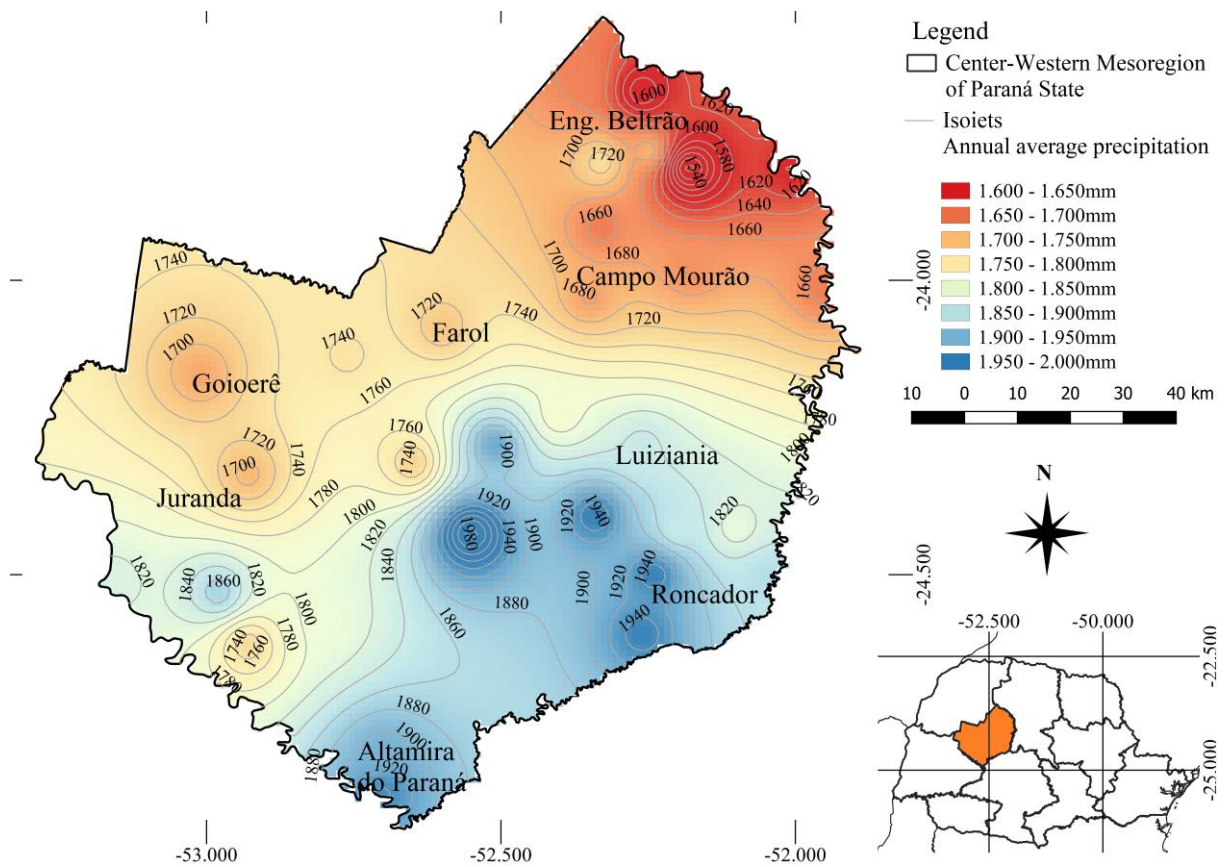 Legend
Center-Western Mesoregion
of Paraná State
Isoiets
Annual average precipitation
1.600 - 1.650mm
1.650 - 1.700mm
1.700 - 1.750mm
1.750 - 1.800mm
1.800 - 1.850mm
1.850 - 1.900mm
1.900 - 1.950mm
1.950 - 2.000mm
10 0 10 20 30 40 km
N
-52.500 -50.000
-22.500
-25.000
-24.000
-24.500
-53.000 -52.500 -52.000
1600
1620
Eng. Beltrão
1600
1580
1700
1720
1540
1620
1640
1660
1660
1680
1700
Campo Mourão
1680
1660
1740
1720
1700
1720
1740
1740
1720
Farol
Goioerê
1760
1760
1780
1800
1760
1740
1900
Luiziania
1820
1720
1700
1740
Juranda
1780
1800
1820
1840
1920
1980
1940
1900
1920
1940
1820
1820
1840
1860
1820
1800
1780
1740
1760
1780
1860
1880
1900
1920
1940
Roncador
1940
1880
1900
1880
Altamira
1920
do Paraná